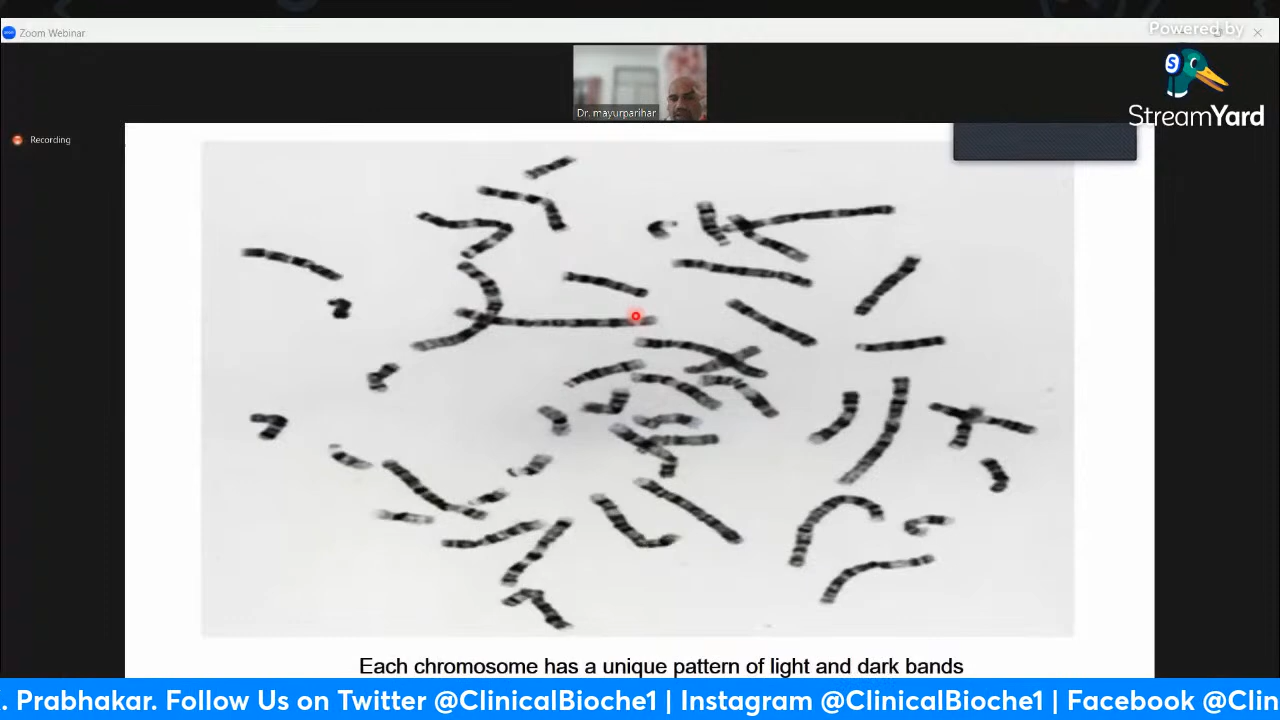 Zoom Webinar
Powered by
S
StreamYard
Dr. mayurparihar
Recording
Each chromosome has a unique pattern of light and dark bands
. Prabhakar. Follow Us on Twitter @ClinicalBioche1 | Instagram @ClinicalBioche1 | Facebook @Clin